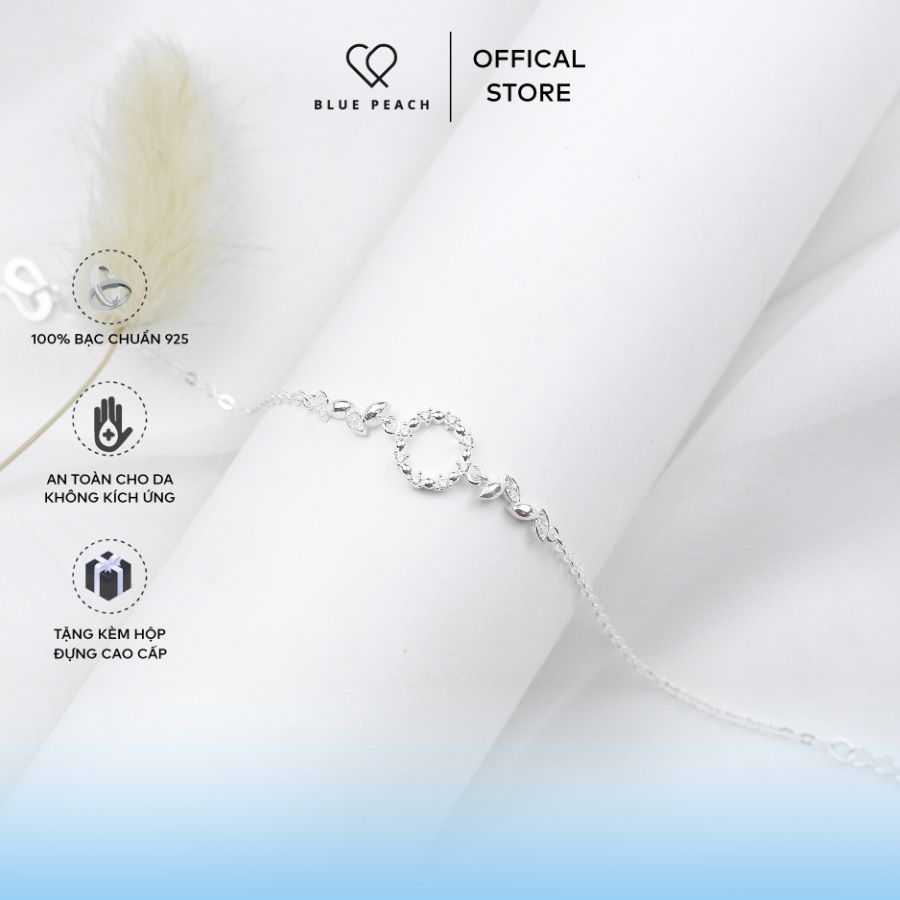 BLUE PEACH
OFFICAL
STORE
100% BẠC CHUẨN 925
AN TOÀN CHO DA
KHÔNG KÍCH ỨNG
TẶNG KÈM HỘP
ĐỰNG CAO CẤP